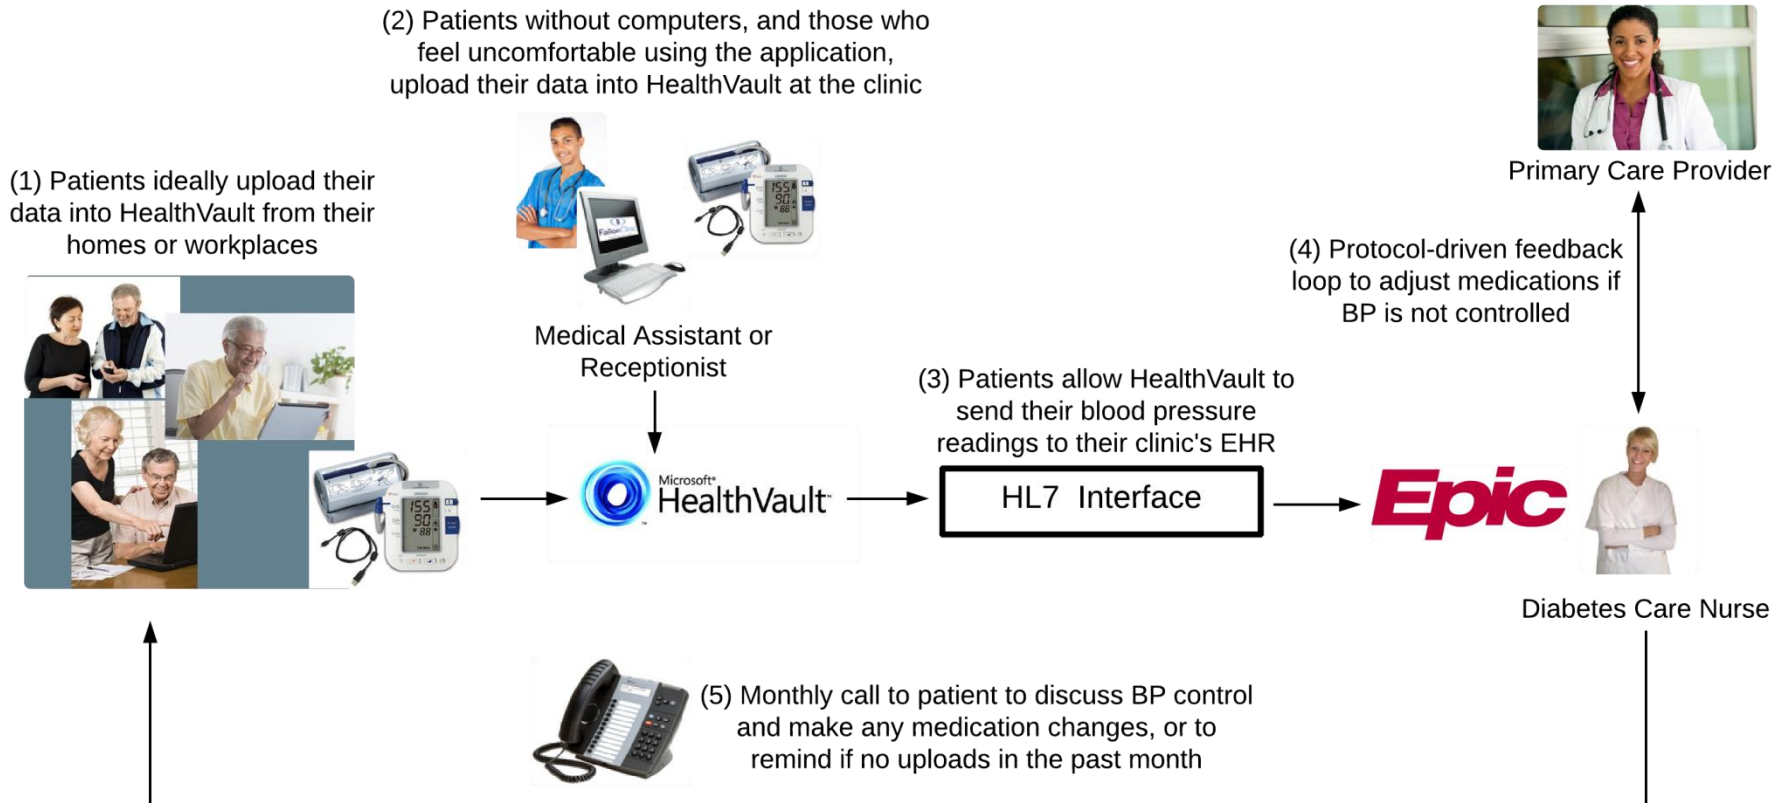 (2) Patients without computers, and those who
feel uncomfortable using the application,
upload their data into HealthVault at the clinic
Primary Care Provider
(1) Patients ideally upload their
data into HealthVault from their
homes or workplaces
155
90
88
Medical Assistant or
Receptionist
(4) Protocol-driven feedback
loop to adjust medications if
BP is not controlled
(3) Patients allow HealthVault to
send their blood pressure
readings to their clinic's EHR
155
90
88
Microsoft®
HealthVault™
HL7 Interface
Epic
Diabetes Care Nurse
(5) Monthly call to patient to discuss BP control
and make any medication changes, or to
remind if no uploads in the past month